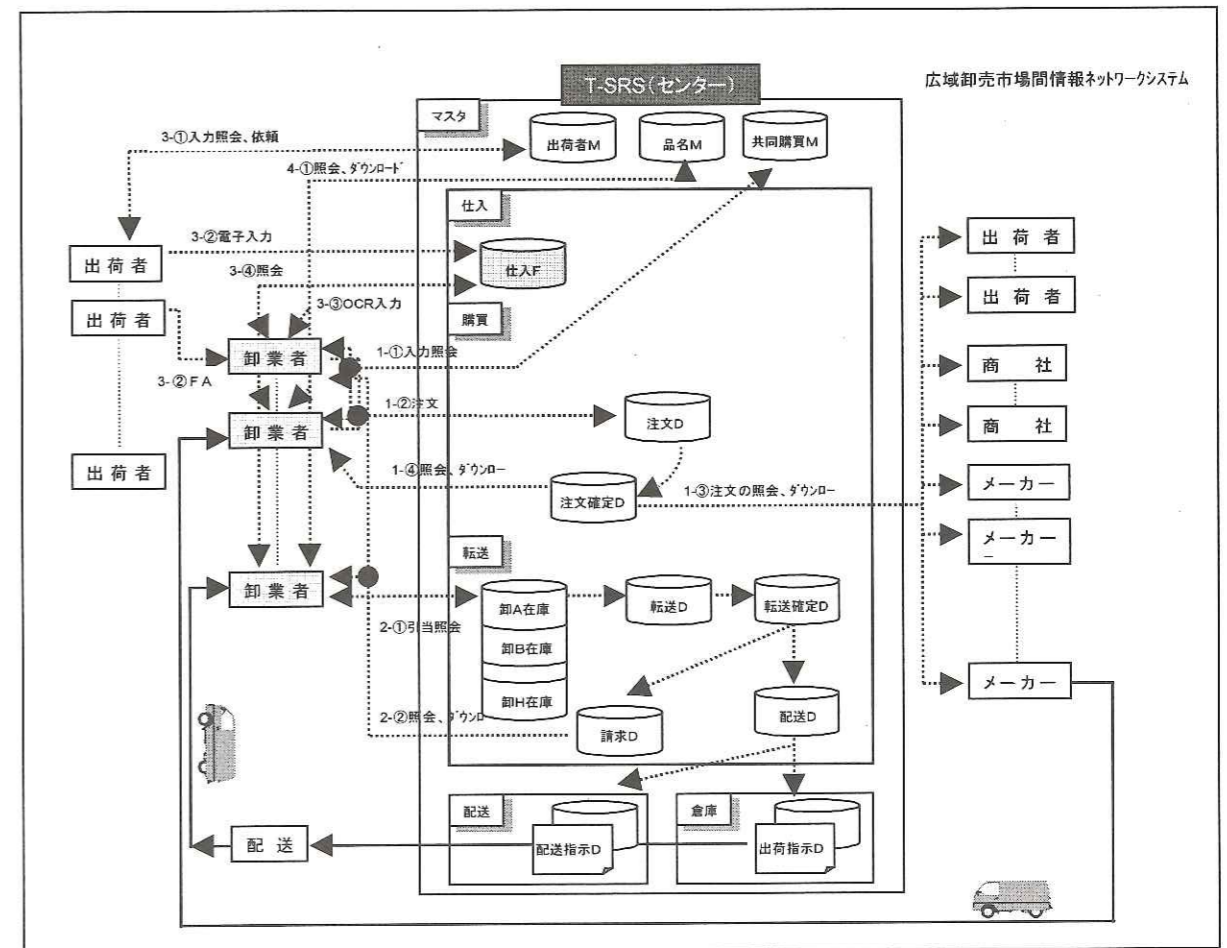 広域卸売市場間情報ネットワークシステム
T-SRS(センター)
マスタ
出荷者M
品名M
共同購買M
3-①入力照会、依頼
4-①照会、ダウンロード
仕入
3-②電子入力
仕入F
3-④照会
3-③OCR入力
購買
出荷者
出荷者
出荷者
3-②FA
卸業者
卸業者
卸業者
1-①入力照会
1-②注文
注文D
1-④照会、ダウンロー
注文確定D
1-③注文の照会、ダウンロー
出荷者
出荷者
商 社
商 社
メーカー
メーカー
メーカー
転送
卸A在庫
卸B在庫
卸H在庫
転送D
転送確定D
2-①引当照会
2-②照会、ダウンロ
請求D
配送D
配送
配送指示D
倉庫
出荷指示D
配 送